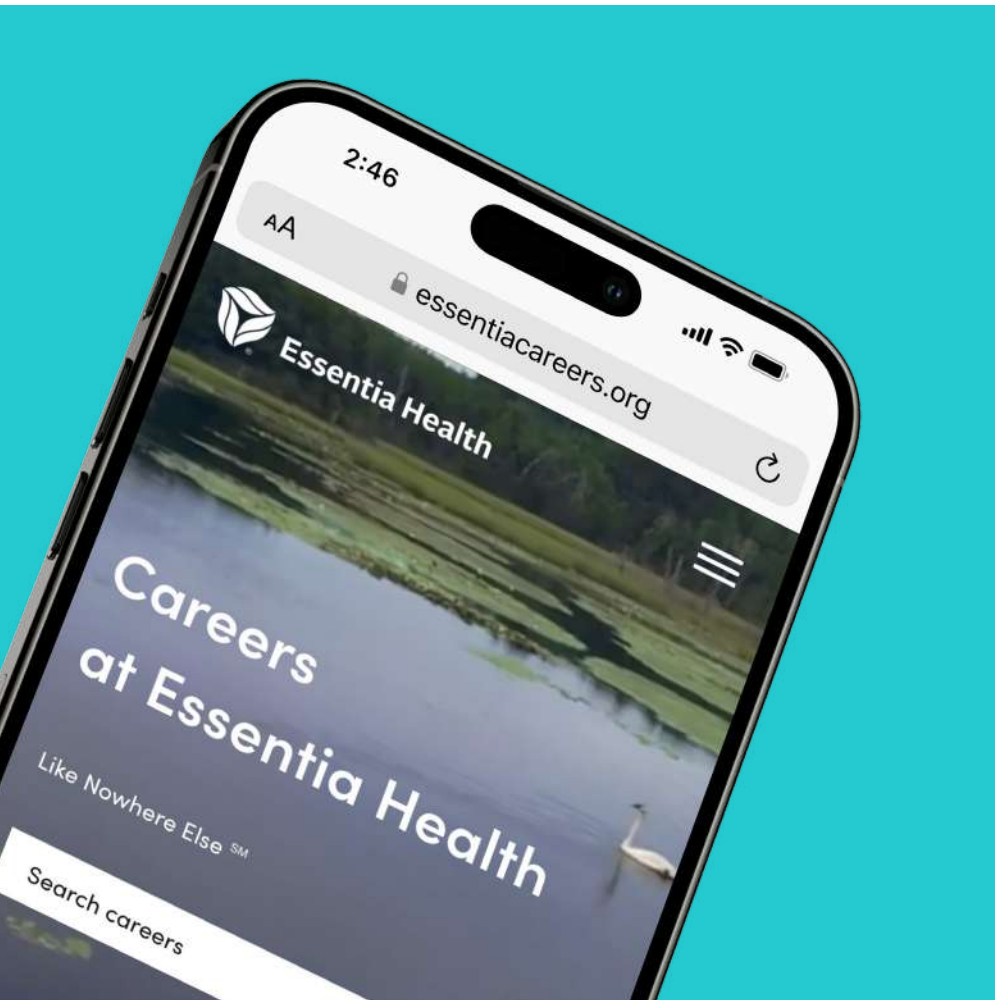 2:46
AA
essentiacareers.org
Essentia Health
Careers
at Essentia Health
Like Nowhere Else ℠
Search careers